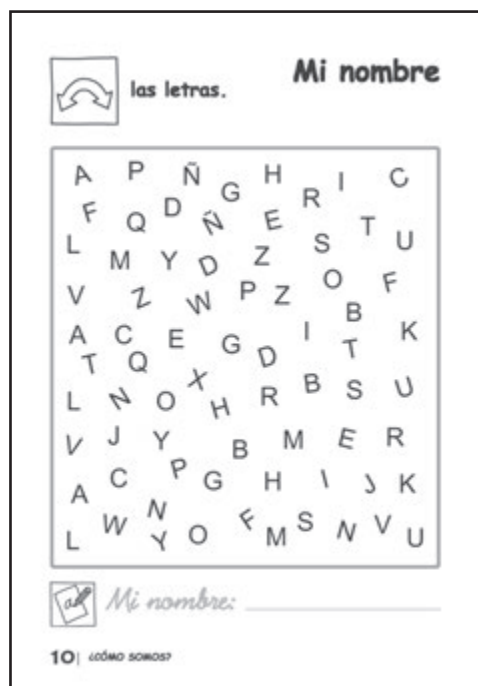 Mi nombre
las letras.
A P Ñ G H R I C
F Q D Ñ E S T U
L M Y D Z O F
V Z W P Z B
A C E G D I T K
T Q X
L N O H R B S U
V J Y B M E R
A C P G H I J K
L W N Y O F M S N V U
Mi nombre:
10| ¿CÓMO SOMOS?